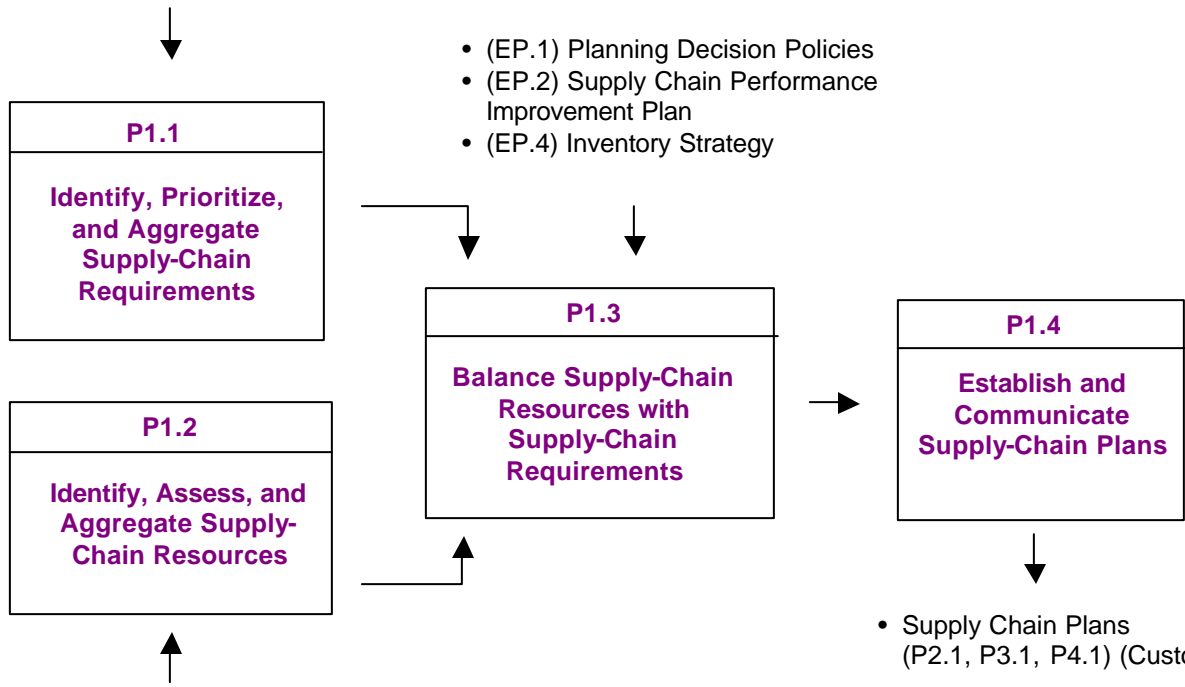 • (EP.1) Planning Decision Policies
• (EP.2) Supply Chain Performance
Improvement Plan
• (EP.4) Inventory Strategy
P1.1
Identify, Prioritize,
and Aggregate
Supply-Chain
Requirements
P1.2
Identify, Assess, and
Aggregate Supply-
Chain Resources
P1.3
Balance Supply-Chain
Resources with
Supply-Chain
Requirements
P1.4
Establish and
Communicate
Supply-Chain Plans
• Supply Chain Plans
(P2.1, P3.1, P4.1)